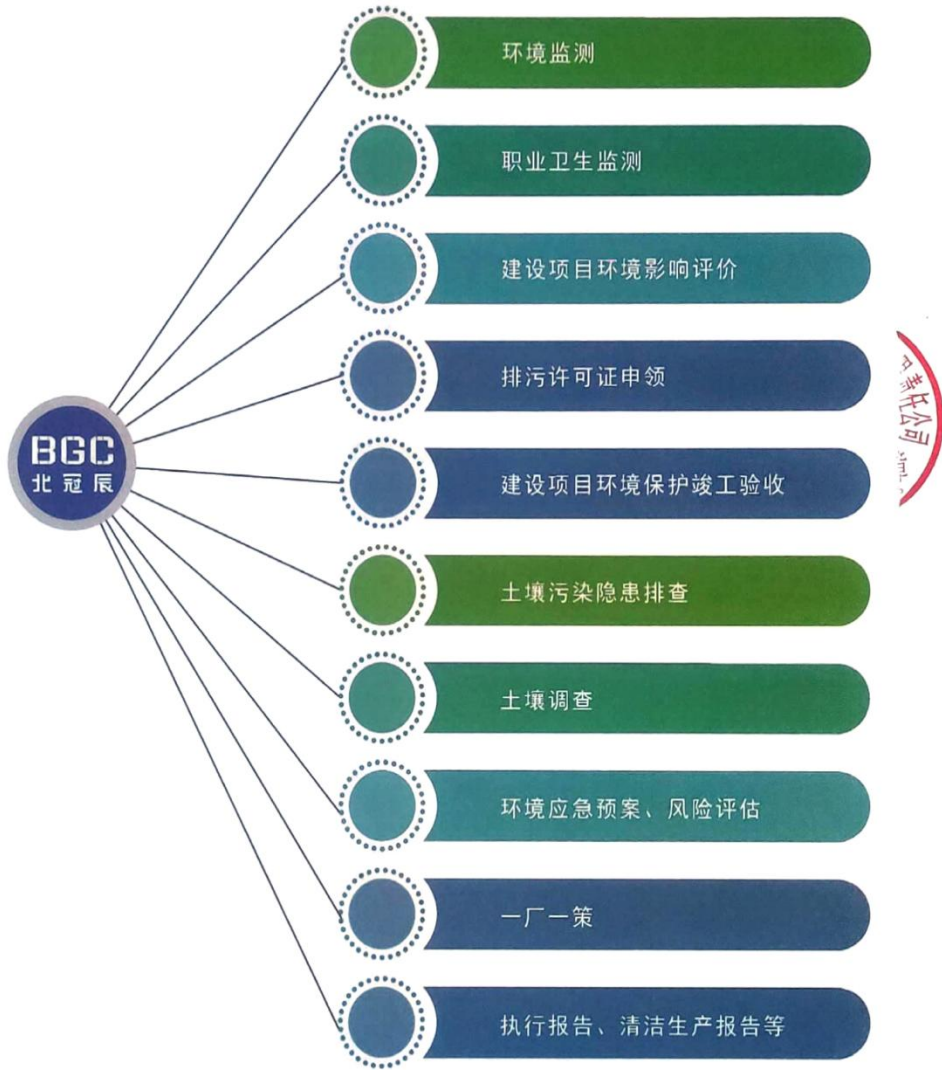 BGC
北冠辰
环境监测
职业卫生监测
建设项目环境影响评价
排污许可证申领
建设项目环境保护竣工验收
土壤污染隐患排查
土壤调查
环境应急预案、风险评估
一厂一策
执行报告、清洁生产报告等
责任公司